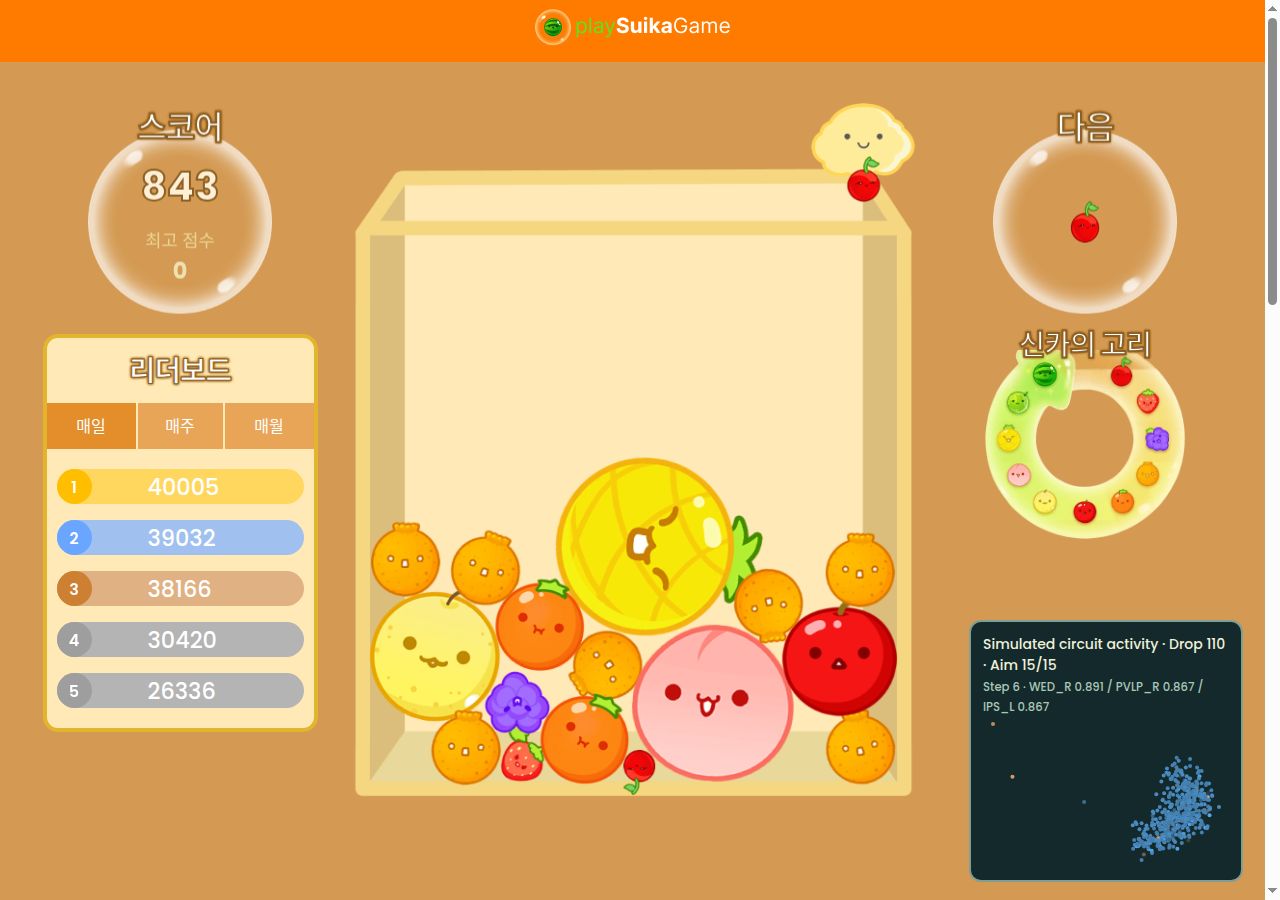 playSuikaGame
스코어
843
최고 점수
0
다음
신카의 고리
리더보드
매일 매주 매월
1 40005
2 39032
3 38166
4 30420
5 26336
Simulated circuit activity · Drop 110
· Aim 15/15
Step 6 · WED_R 0.891 / PVLP_R 0.867 /
IPS_L 0.867